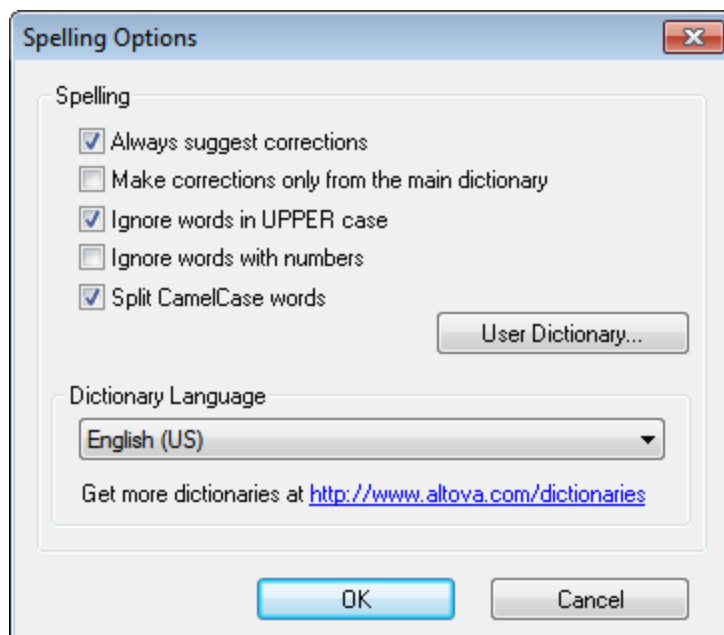 Spelling Options
Spelling
Always suggest corrections
Make corrections only from the main dictionary
Ignore words in UPPER case
Ignore words with numbers
Split CamelCase words
User Dictionary...
Dictionary Language
English (US)
Get more dictionaries at http://www.altova.com/dictionaries
OK Cancel